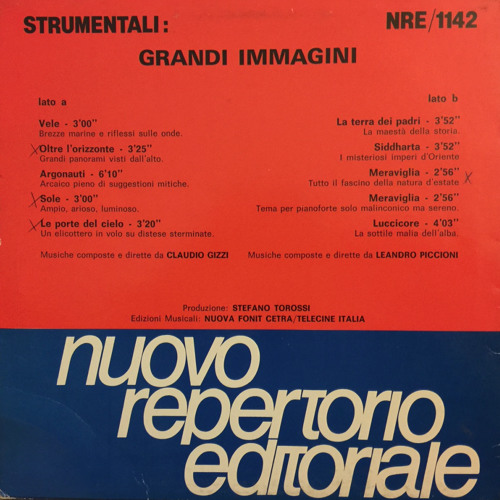 STRUMENTALI:
NRE/1142
GRANDI IMMAGINI
lato a
Vele - 3'00"
Brezze marine e riflessi sulle onde.
Oltre l'orizzonte - 3'25"
Grandi panorami visti dall'alto.
Argonauti - 6'10"
Arcaico pieno di suggestioni mitiche.
Sole - 3'00"
Ampio, arioso, luminoso.
Le porte del cielo - 3'20"
Un elicottero in volo su distese sterminate.
Musiche composte e dirette da CLAUDIO GIZZI
lato b
La terra dei padri - 3'52"
La maestà della storia.
Siddharta - 3'52"
I misteriosi imperi d'Oriente
Meraviglia - 2'56"
Tutto il fascino della natura d'estate
Meraviglia - 2'56"
Tema per pianoforte solo malinconico ma sereno.
Luccicore - 4'03"
La sottile malia dell'alba.
Musiche composte e dirette da LEANDRO PICCIONI
Produzione: STEFANO TOROSSI
Edizioni Musicali: NUOVA FONIT CETRA/TELECINE ITALIA
nuovo
repertorio
editoriale